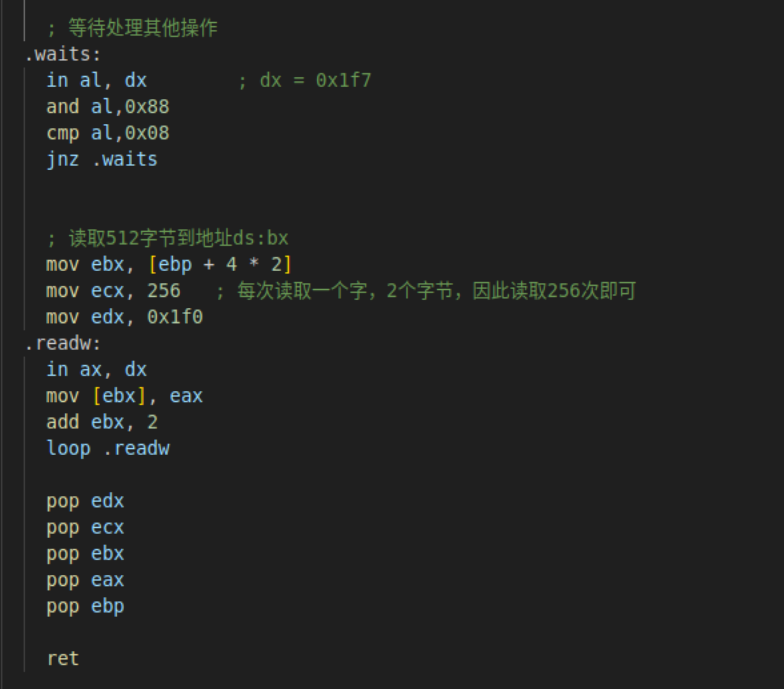 ; 等待处理其他操作
.waits:
in al, dx ; dx = 0x1f7
and al,0x88
cmp al,0x08
jnz .waits
; 读取512字节到地址ds:bx
mov ebx, [ebp + 4 * 2]
mov ecx, 256 ; 每次读取一个字，2个字节，因此读取256次即可
mov edx, 0x1f0
.readw:
in ax, dx
mov [ebx], eax
add ebx, 2
loop .readw
pop edx
pop ecx
pop ebx
pop eax
pop ebp
ret